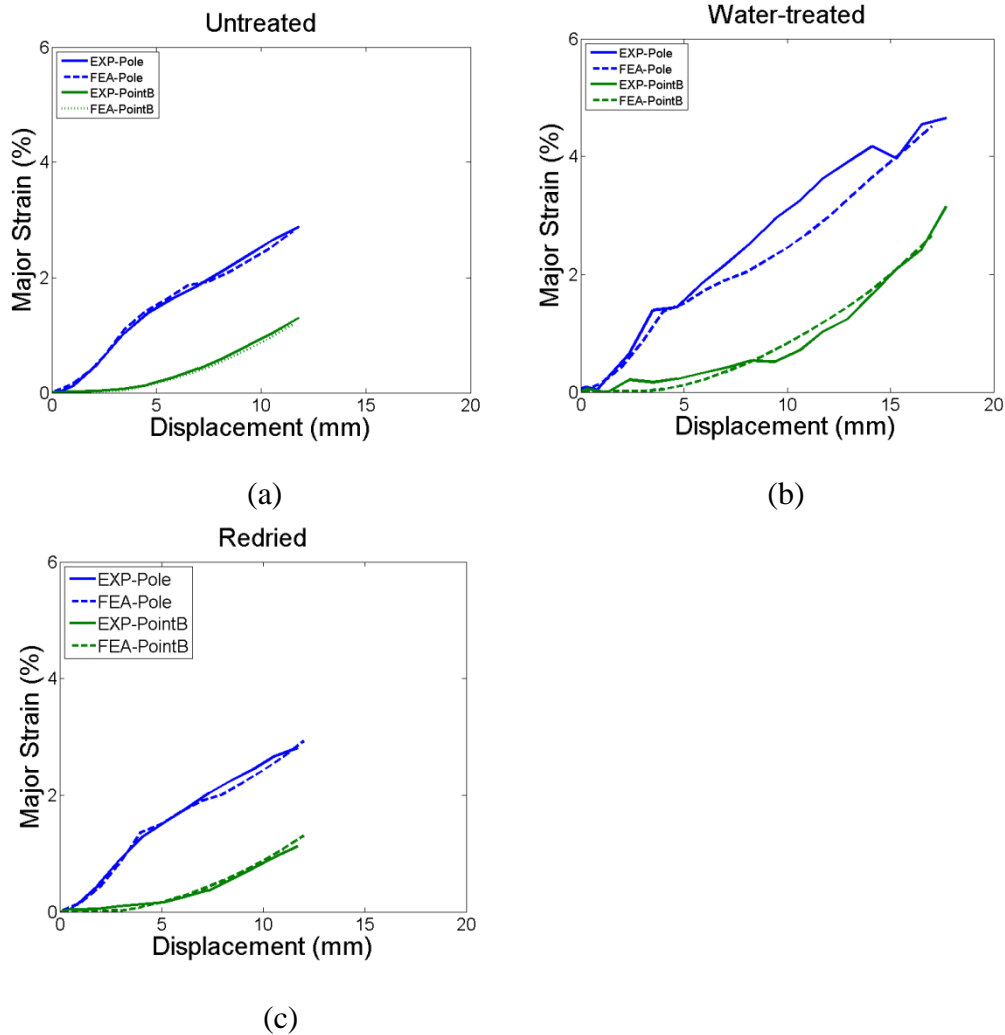 Untreated
EXP-Pole
FEA-Pole
EXP-PointB
FEA-PointB
Major Strain (%)
6
4
2
0
0 5 10 15 20
Displacement (mm)
(a)
Water-treated
EXP-Pole
FEA-Pole
EXP-PointB
FEA-PointB
Major Strain (%)
6
4
2
0
0 5 10 15 20
Displacement (mm)
(b)
Redried
EXP-Pole
FEA-Pole
EXP-PointB
FEA-PointB
Major Strain (%)
6
4
2
0
0 5 10 15 20
Displacement (mm)
(c)